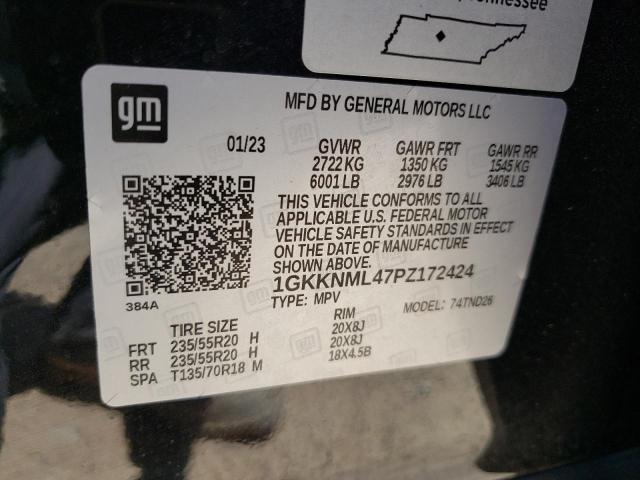 gm
MFD BY GENERAL MOTORS LLC
01/23 GVWR GAWR FRT GAWR RR
2722 KG 1350 KG 1545 KG
6001 LB 2976 LB 3406 LB
THIS VEHICLE CONFORMS TO ALL
APPLICABLE U.S. FEDERAL MOTOR
VEHICLE SAFETY STANDARDS IN EFFECT
ON THE DATE OF MANUFACTURE
SHOWN ABOVE.
1GKKNML47PZ172424
384A TYPE: MPV MODEL: 74TND26
TIRE SIZE RIM
FRT 235/55R20 H 20X8J
RR 235/55R20 H 20X8J
SPA T135/70R18 M 18X4.5B